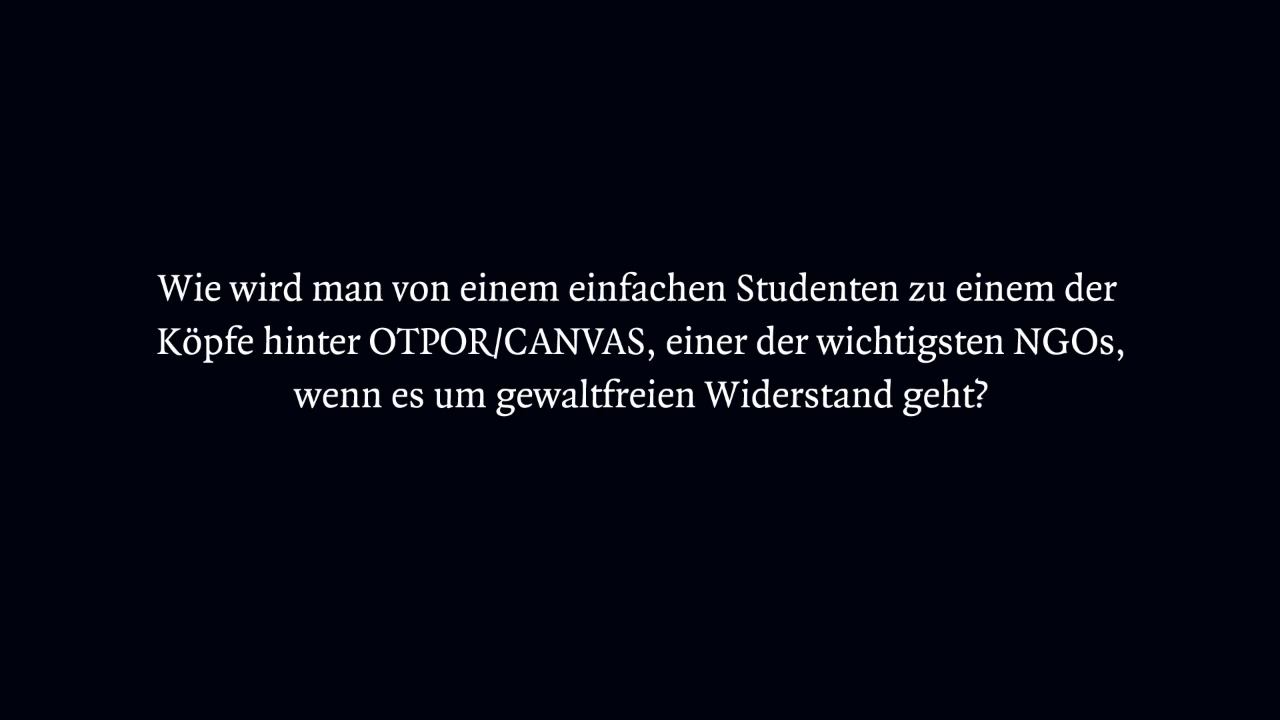 Wie wird man von einem einfachen Studenten zu einem der
Köpfe hinter OTPOR/CANVAS, einer der wichtigsten NGOs,
wenn es um gewaltfreien Widerstand geht?